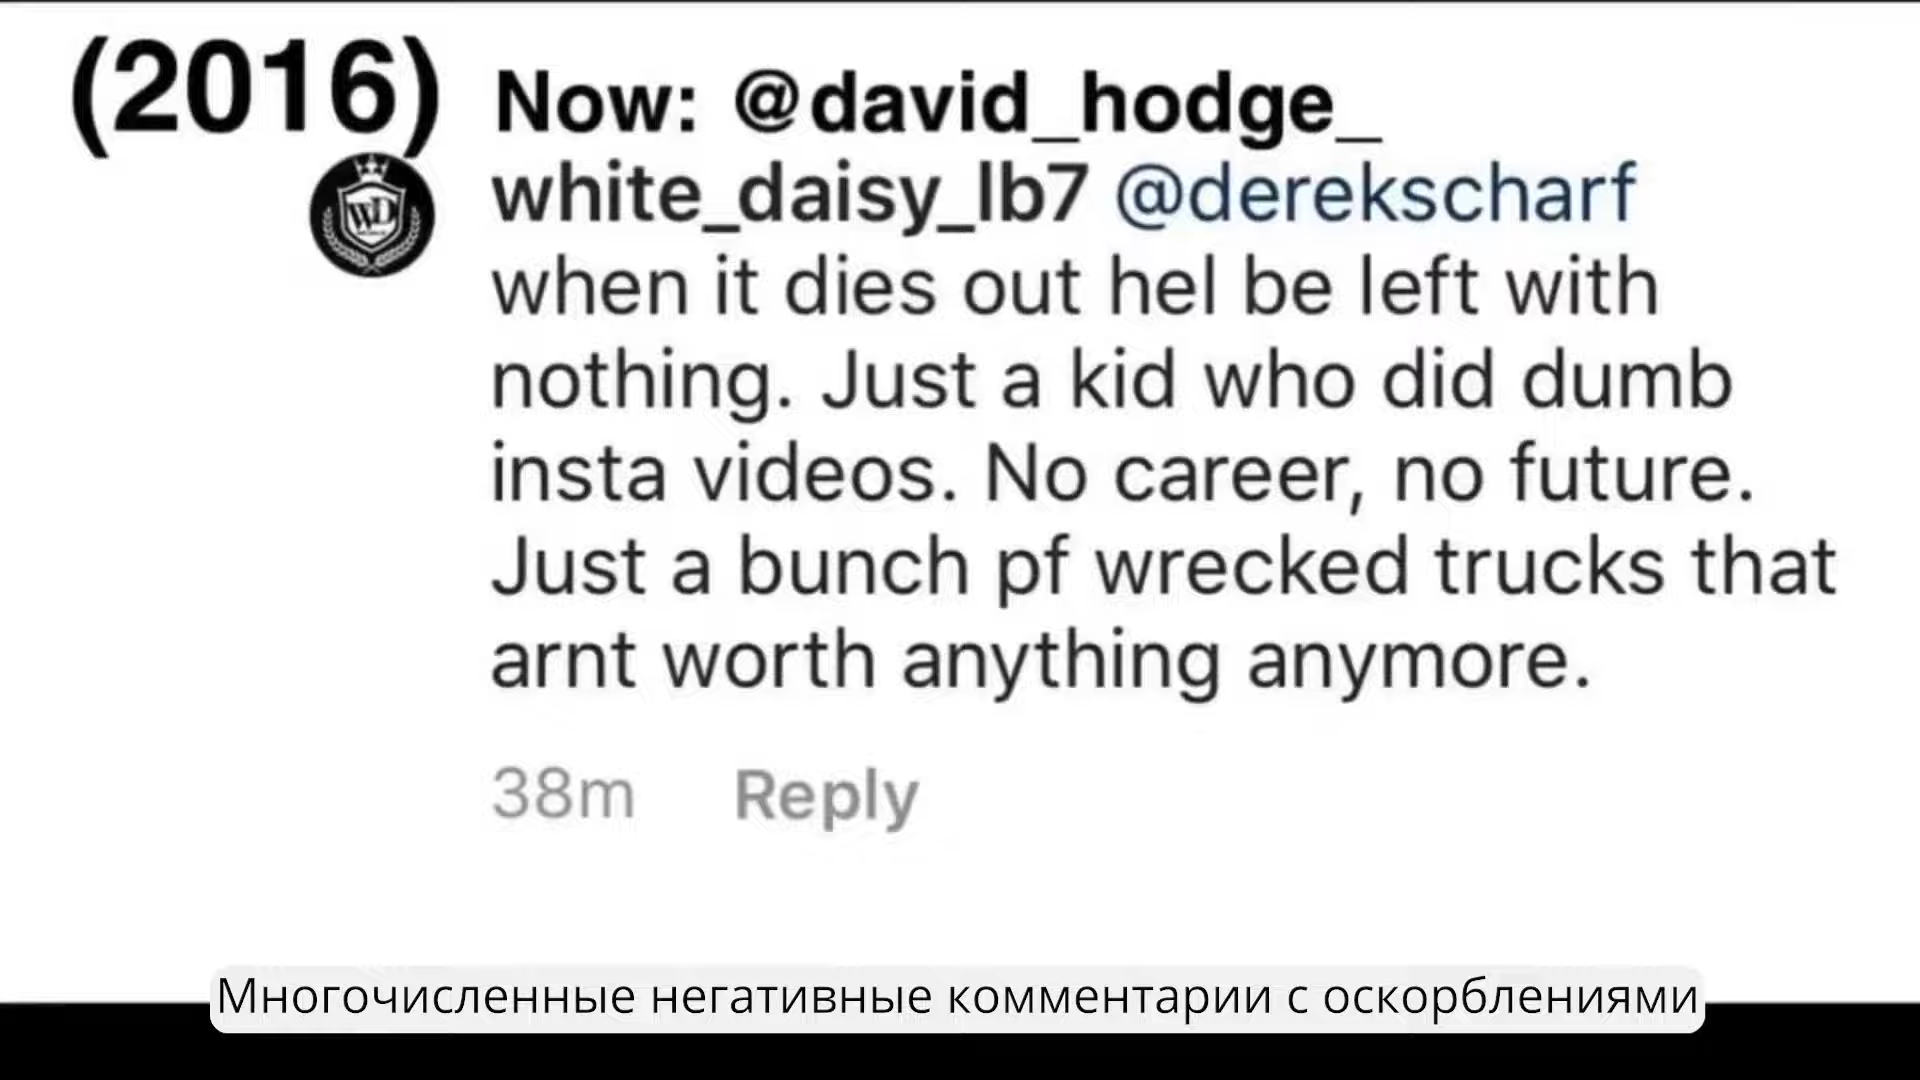 (2016) Now: @david_hodge_
WD
white_daisy_lb7 @derekscharf
when it dies out hel be left with
nothing. Just a kid who did dumb
insta videos. No career, no future.
Just a bunch pf wrecked trucks that
arnt worth anything anymore.
38m Reply
Многочисленные негативные комментарии с оскорблениями